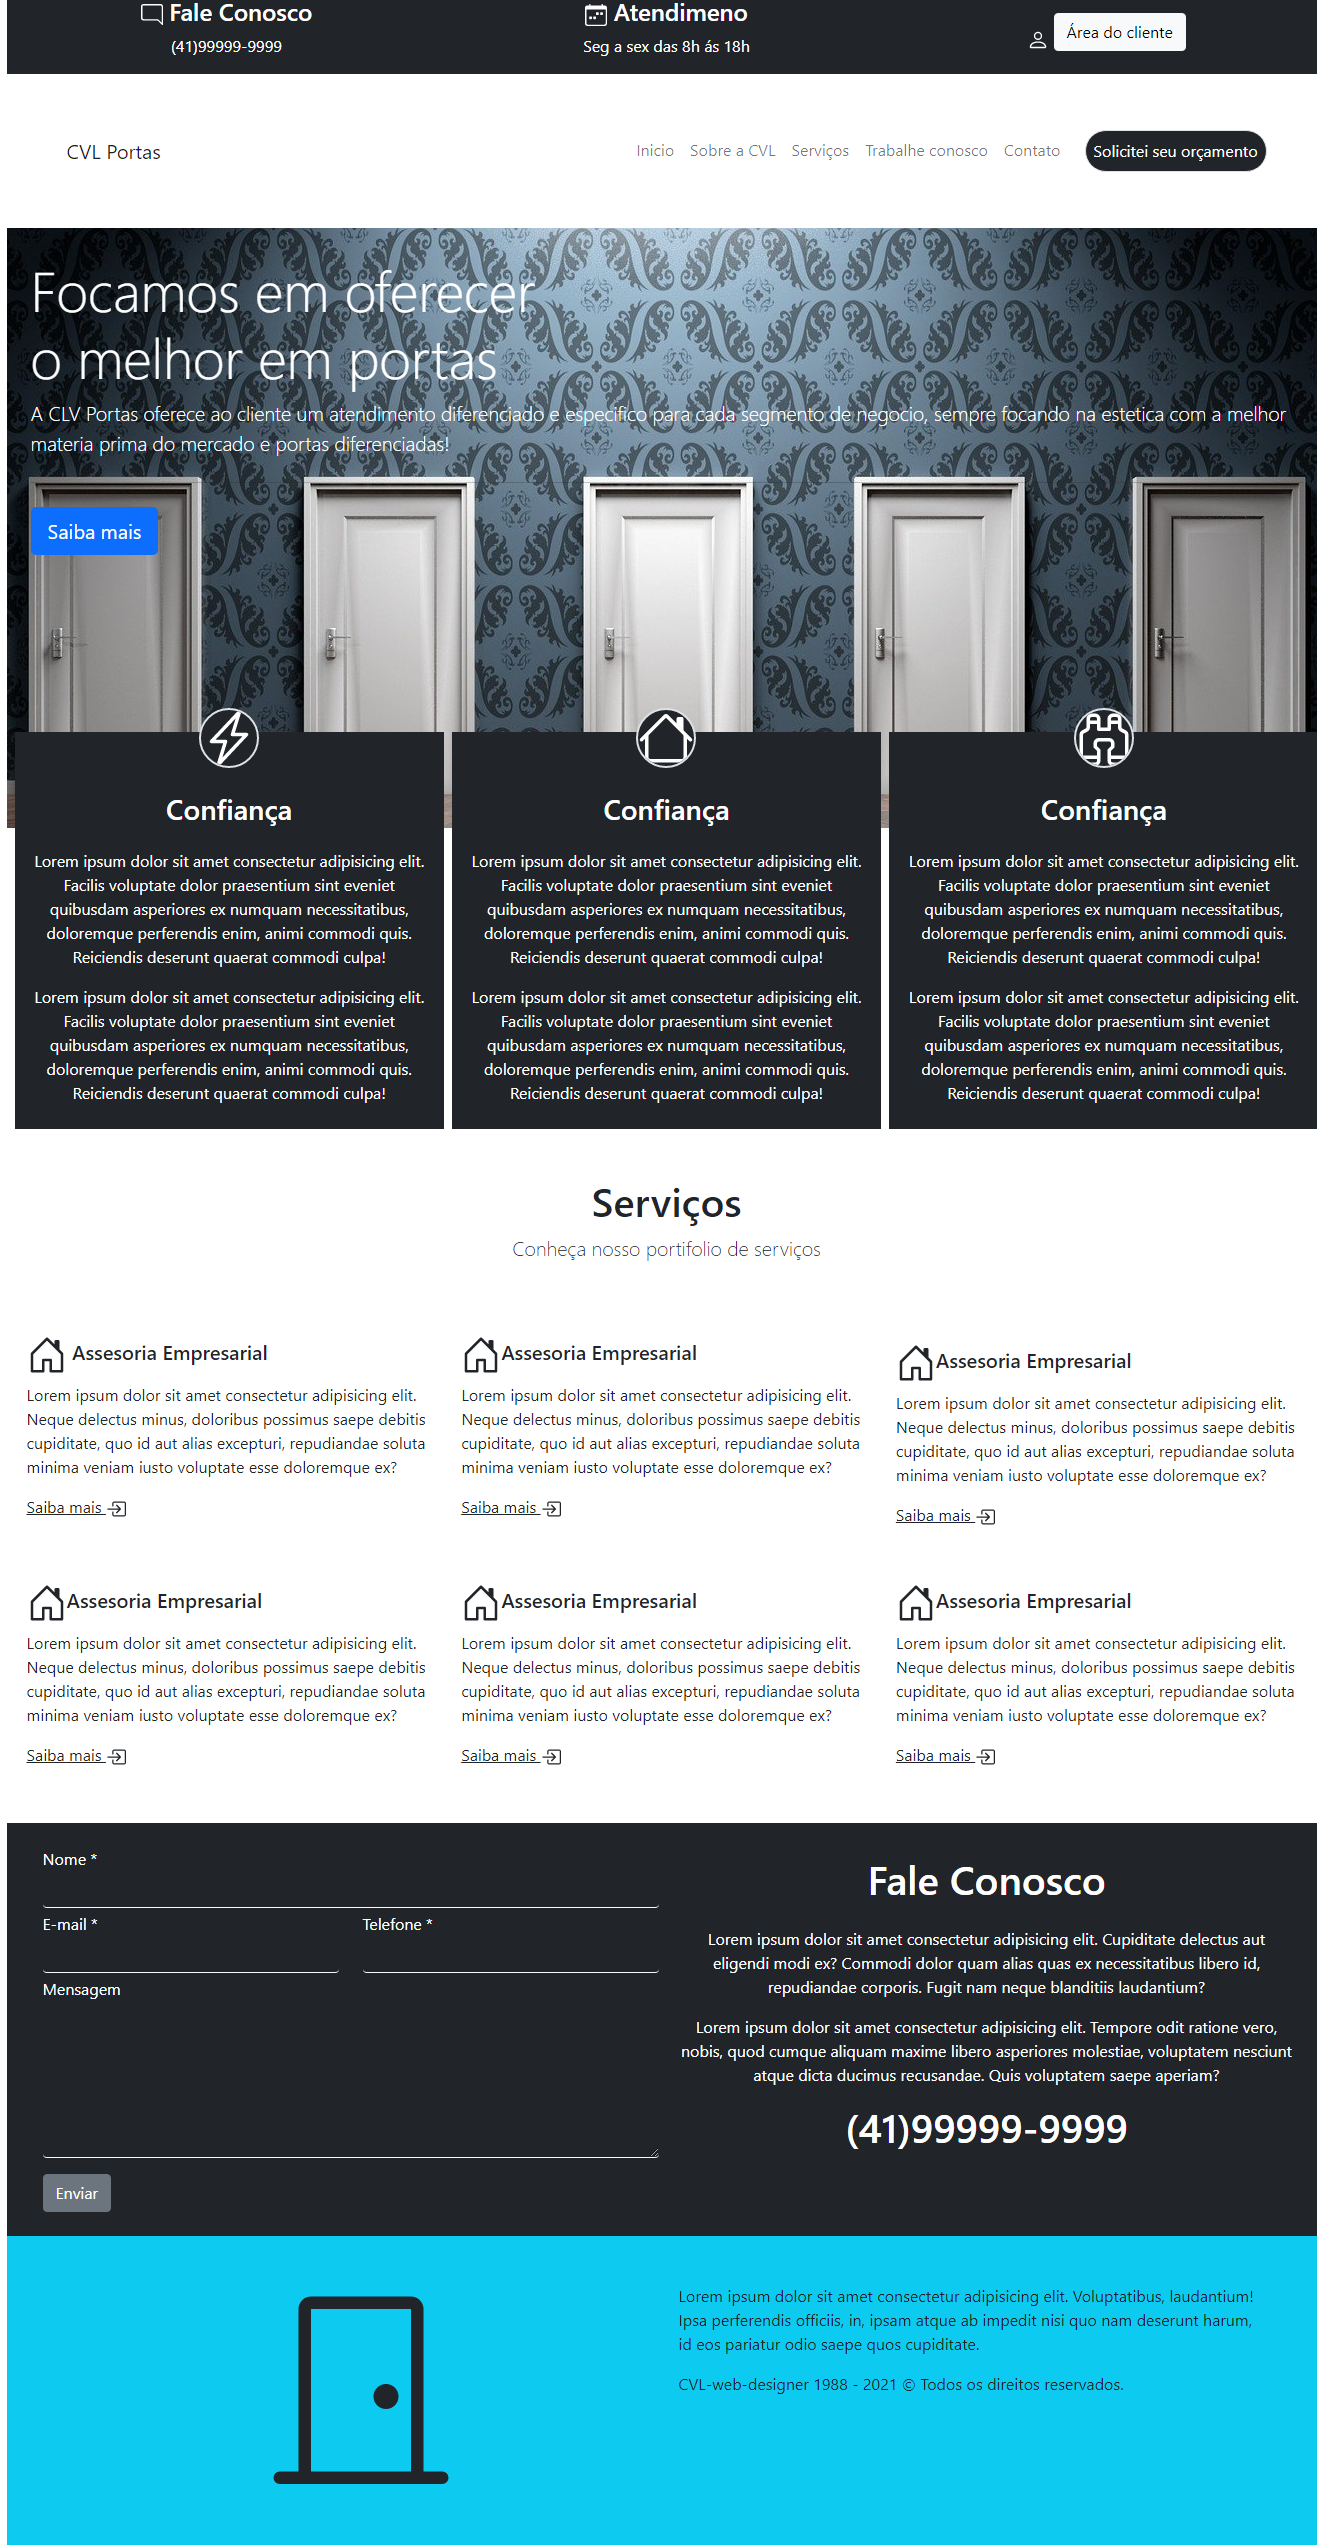 Fale Conosco
(41)99999-9999
Atendimeno
Seg a sex das 8h ás 18h
Área do cliente
CVL Portas
Inicio Sobre a CVL Serviços Trabalhe conosco Contato Solicitei seu orçamento
Focamos em oferecer
o melhor em portas
A CLV Portas oferece ao cliente um atendimento diferenciado e especifico para cada segmento de negocio, sempre focando na estetica com a melhor
materia prima do mercado e portas diferenciadas!
Saiba mais
Confiança
Lorem ipsum dolor sit amet consectetur adipisicing elit.
Facilis voluptate dolor praesentium sint eveniet
quibusdam asperiores ex numquam necessitatibus,
doloremque perferendis enim, animi commodi quis.
Reiciendis deserunt quaerat commodi culpa!
Lorem ipsum dolor sit amet consectetur adipisicing elit.
Facilis voluptate dolor praesentium sint eveniet
quibusdam asperiores ex numquam necessitatibus,
doloremque perferendis enim, animi commodi quis.
Reiciendis deserunt quaerat commodi culpa!
Confiança
Lorem ipsum dolor sit amet consectetur adipisicing elit.
Facilis voluptate dolor praesentium sint eveniet
quibusdam asperiores ex numquam necessitatibus,
doloremque perferendis enim, animi commodi quis.
Reiciendis deserunt quaerat commodi culpa!
Lorem ipsum dolor sit amet consectetur adipisicing elit.
Facilis voluptate dolor praesentium sint eveniet
quibusdam asperiores ex numquam necessitatibus,
doloremque perferendis enim, animi commodi quis.
Reiciendis deserunt quaerat commodi culpa!
Confiança
Lorem ipsum dolor sit amet consectetur adipisicing elit.
Facilis voluptate dolor praesentium sint eveniet
quibusdam asperiores ex numquam necessitatibus,
doloremque perferendis enim, animi commodi quis.
Reiciendis deserunt quaerat commodi culpa!
Lorem ipsum dolor sit amet consectetur adipisicing elit.
Facilis voluptate dolor praesentium sint eveniet
quibusdam asperiores ex numquam necessitatibus,
doloremque perferendis enim, animi commodi quis.
Reiciendis deserunt quaerat commodi culpa!
Serviços
Conheça nosso portifolio de serviços
Assesoria Empresarial
Lorem ipsum dolor sit amet consectetur adipisicing elit.
Neque delectus minus, doloribus possimus saepe debitis
cupiditate, quo id aut alias excepturi, repudiandae soluta
minima veniam iusto voluptate esse doloremque ex?
Saiba mais
Assesoria Empresarial
Lorem ipsum dolor sit amet consectetur adipisicing elit.
Neque delectus minus, doloribus possimus saepe debitis
cupiditate, quo id aut alias excepturi, repudiandae soluta
minima veniam iusto voluptate esse doloremque ex?
Saiba mais
Assesoria Empresarial
Lorem ipsum dolor sit amet consectetur adipisicing elit.
Neque delectus minus, doloribus possimus saepe debitis
cupiditate, quo id aut alias excepturi, repudiandae soluta
minima veniam iusto voluptate esse doloremque ex?
Saiba mais
Assesoria Empresarial
Lorem ipsum dolor sit amet consectetur adipisicing elit.
Neque delectus minus, doloribus possimus saepe debitis
cupiditate, quo id aut alias excepturi, repudiandae soluta
minima veniam iusto voluptate esse doloremque ex?
Saiba mais
Assesoria Empresarial
Lorem ipsum dolor sit amet consectetur adipisicing elit.
Neque delectus minus, doloribus possimus saepe debitis
cupiditate, quo id aut alias excepturi, repudiandae soluta
minima veniam iusto voluptate esse doloremque ex?
Saiba mais
Assesoria Empresarial
Lorem ipsum dolor sit amet consectetur adipisicing elit.
Neque delectus minus, doloribus possimus saepe debitis
cupiditate, quo id aut alias excepturi, repudiandae soluta
minima veniam iusto voluptate esse doloremque ex?
Saiba mais
Nome *
E-mail * Telefone *
Mensagem
Enviar
Fale Conosco
Lorem ipsum dolor sit amet consectetur adipisicing elit. Cupiditate delectus aut
eligendi modi ex? Commodi dolor quam alias quas ex necessitatibus libero id,
repudiandae corporis. Fugit nam neque blanditiis laudantium?
Lorem ipsum dolor sit amet consectetur adipisicing elit. Tempore odit ratione vero,
nobis, quod cumque aliquam maxime libero asperiores molestiae, voluptatem nesciunt
atque dicta ducimus recusandae. Quis voluptatem saepe aperiam?
(41)99999-9999
Lorem ipsum dolor sit amet consectetur adipisicing elit. Voluptatibus, laudantium!
Ipsa perferendis officiis, in, ipsam atque ab impedit nisi quo nam deserunt harum,
id eos pariatur odio saepe quos cupiditate.
CVL-web-designer 1988 - 2021 © Todos os direitos reservados.